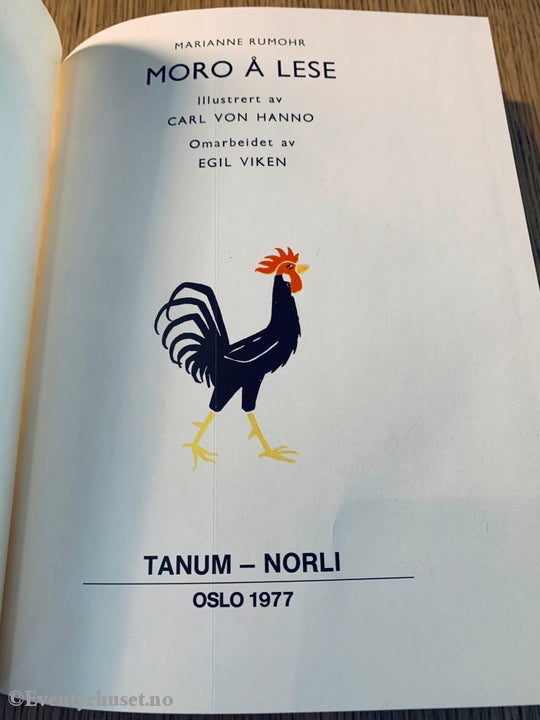 MARIANNE RUMOHR
MORO Å LESE
Illustrert av
CARL VON HANNO
Omarbeidet av
EGIL VIKEN
TANUM – NORLI
OSLO 1977
©Eventyrhuset.no